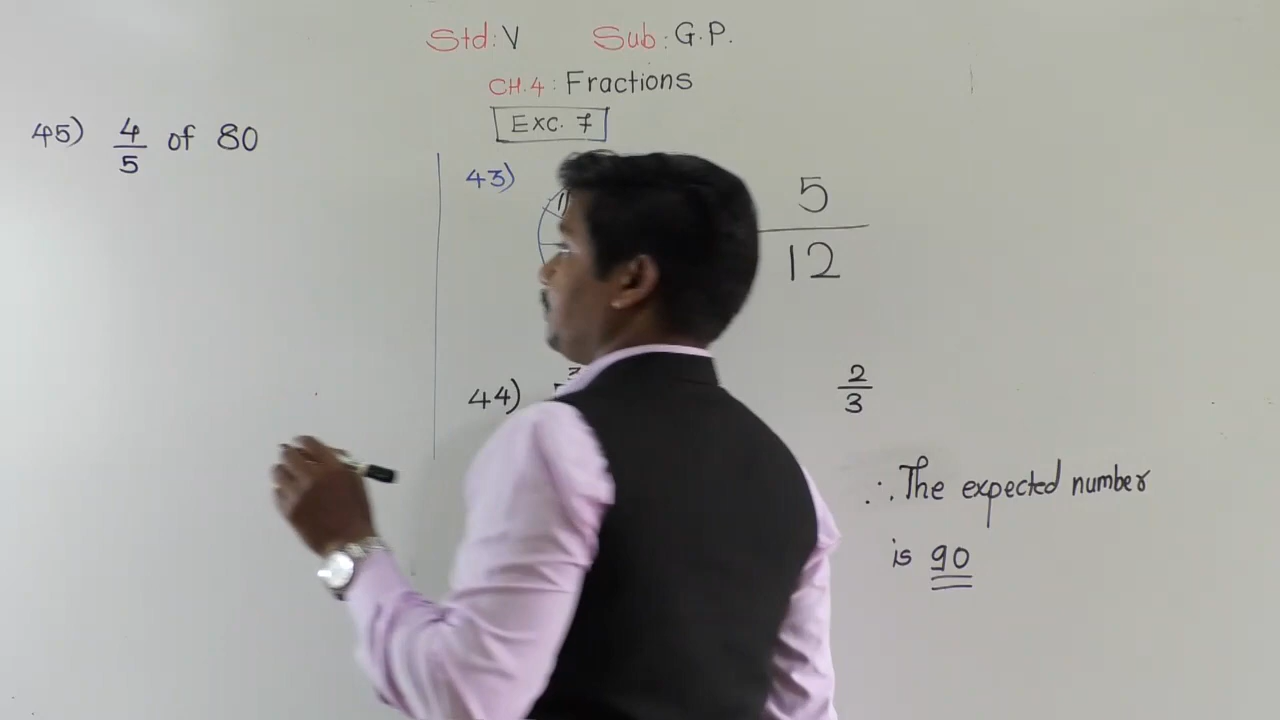 Std: V Sub: G.P.
CH.4: Fractions
Exc. 7
45) 4/5 of 80
43) 5/12
44) 2/3
∴ The expected number
is 90